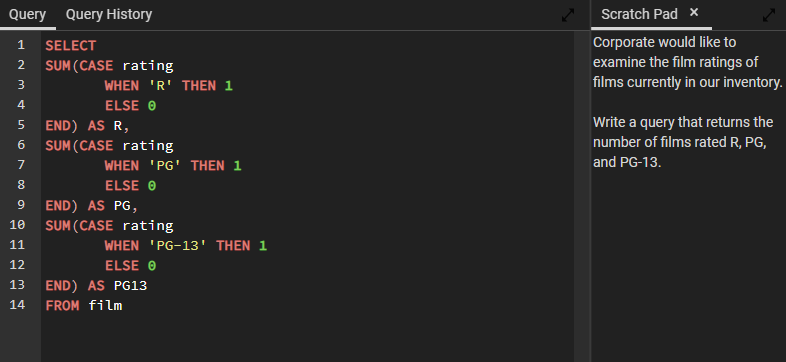 Query Query History
1 SELECT
2 SUM(CASE rating
3 WHEN 'R' THEN 1
4 ELSE 0
5 END) AS R,
6 SUM(CASE rating
7 WHEN 'PG' THEN 1
8 ELSE 0
9 END) AS PG,
10 SUM(CASE rating
11 WHEN 'PG-13' THEN 1
12 ELSE 0
13 END) AS PG13
14 FROM film
Scratch Pad ×
Corporate would like to
examine the film ratings of
films currently in our inventory.
Write a query that returns the
number of films rated R, PG,
and PG-13.